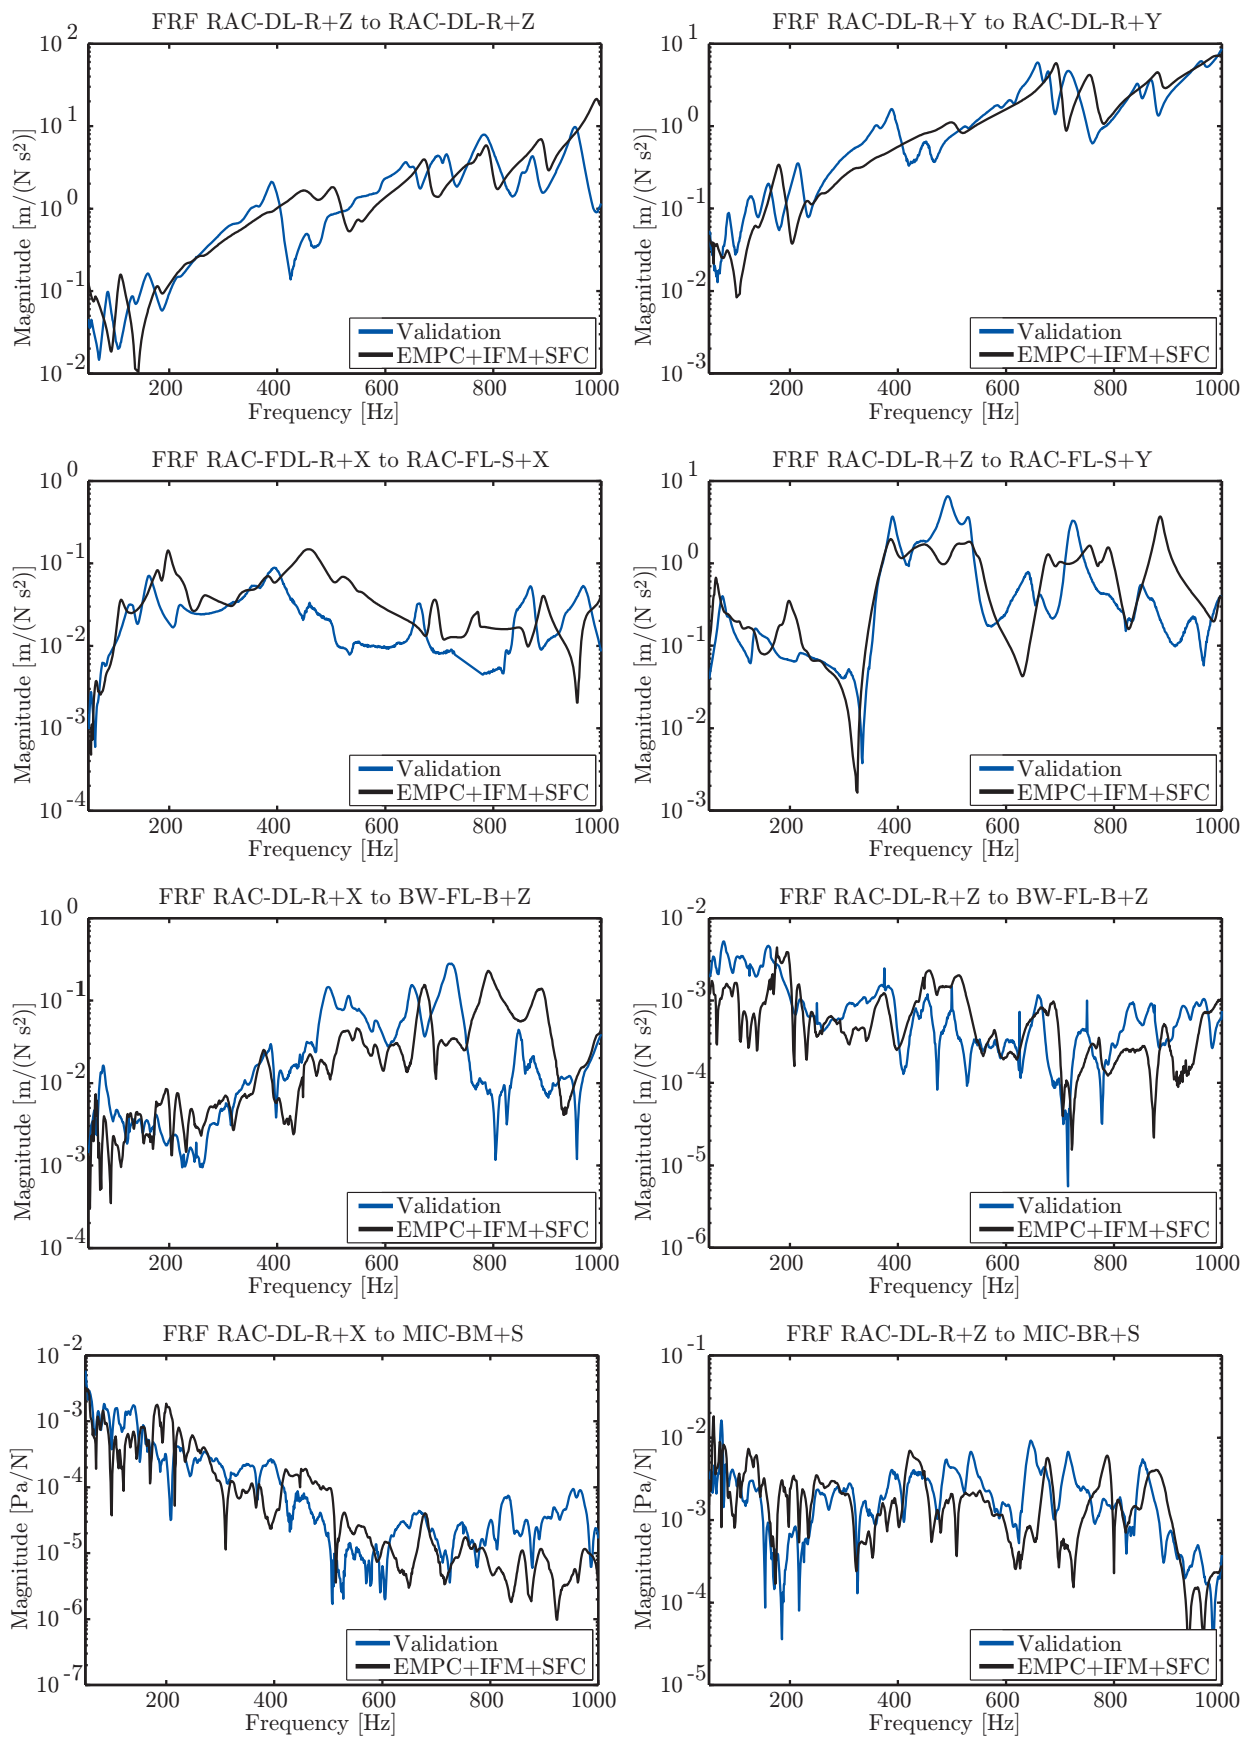 FRF RAC-DL-R+Z to RAC-DL-R+Z
10^2
10^1
10^0
10^-1
10^-2
Magnitude [m/(N s²)]
Validation
EMPC+IFM+SFC
200 400 600 800 1000
Frequency [Hz]
FRF RAC-DL-R+Y to RAC-DL-R+Y
10^1
10^0
10^-1
10^-2
10^-3
Magnitude [m/(N s²)]
Validation
EMPC+IFM+SFC
200 400 600 800 1000
Frequency [Hz]
FRF RAC-FDL-R+X to RAC-FL-S+X
10^0
10^-1
10^-2
10^-3
10^-4
Magnitude [m/(N s²)]
Validation
EMPC+IFM+SFC
200 400 600 800 1000
Frequency [Hz]
FRF RAC-DL-R+Z to RAC-FL-S+Y
10^1
10^0
10^-1
10^-2
10^-3
Magnitude [m/(N s²)]
Validation
EMPC+IFM+SFC
200 400 600 800 1000
Frequency [Hz]
FRF RAC-DL-R+X to BW-FL-B+Z
10^0
10^-1
10^-2
10^-3
10^-4
Magnitude [m/(N s²)]
Validation
EMPC+IFM+SFC
200 400 600 800 1000
Frequency [Hz]
FRF RAC-DL-R+Z to BW-FL-B+Z
10^-2
10^-3
10^-4
10^-5
10^-6
Magnitude [m/(N s²)]
Validation
EMPC+IFM+SFC
200 400 600 800 1000
Frequency [Hz]
FRF RAC-DL-R+X to MIC-BM+S
10^-2
10^-3
10^-4
10^-5
10^-6
10^-7
Magnitude [Pa/N]
Validation
EMPC+IFM+SFC
200 400 600 800 1000
Frequency [Hz]
FRF RAC-DL-R+Z to MIC-BR+S
10^-1
10^-2
10^-3
10^-4
10^-5
Magnitude [Pa/N]
Validation
EMPC+IFM+SFC
200 400 600 800 1000
Frequency [Hz]